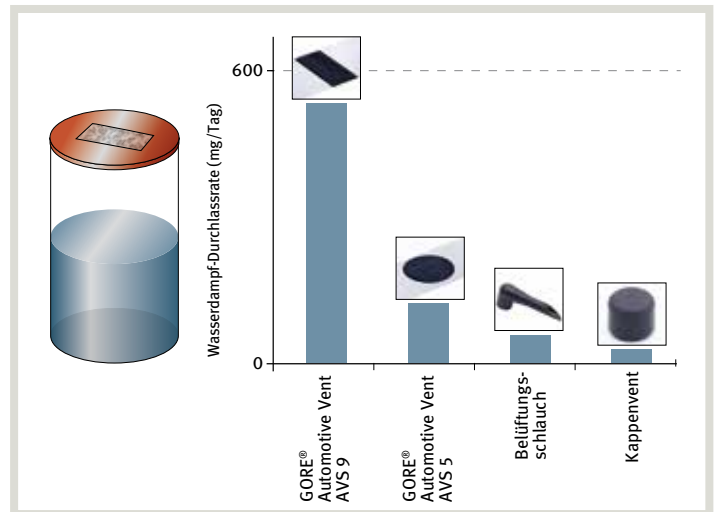 Wasserdampf-Durchlassrate (mg/Tag)
600
0
GORE®
Automotive Vent
AVS 9
GORE®
Automotive Vent
AVS 5
Belüftungs-
schlauch
Kappenvent